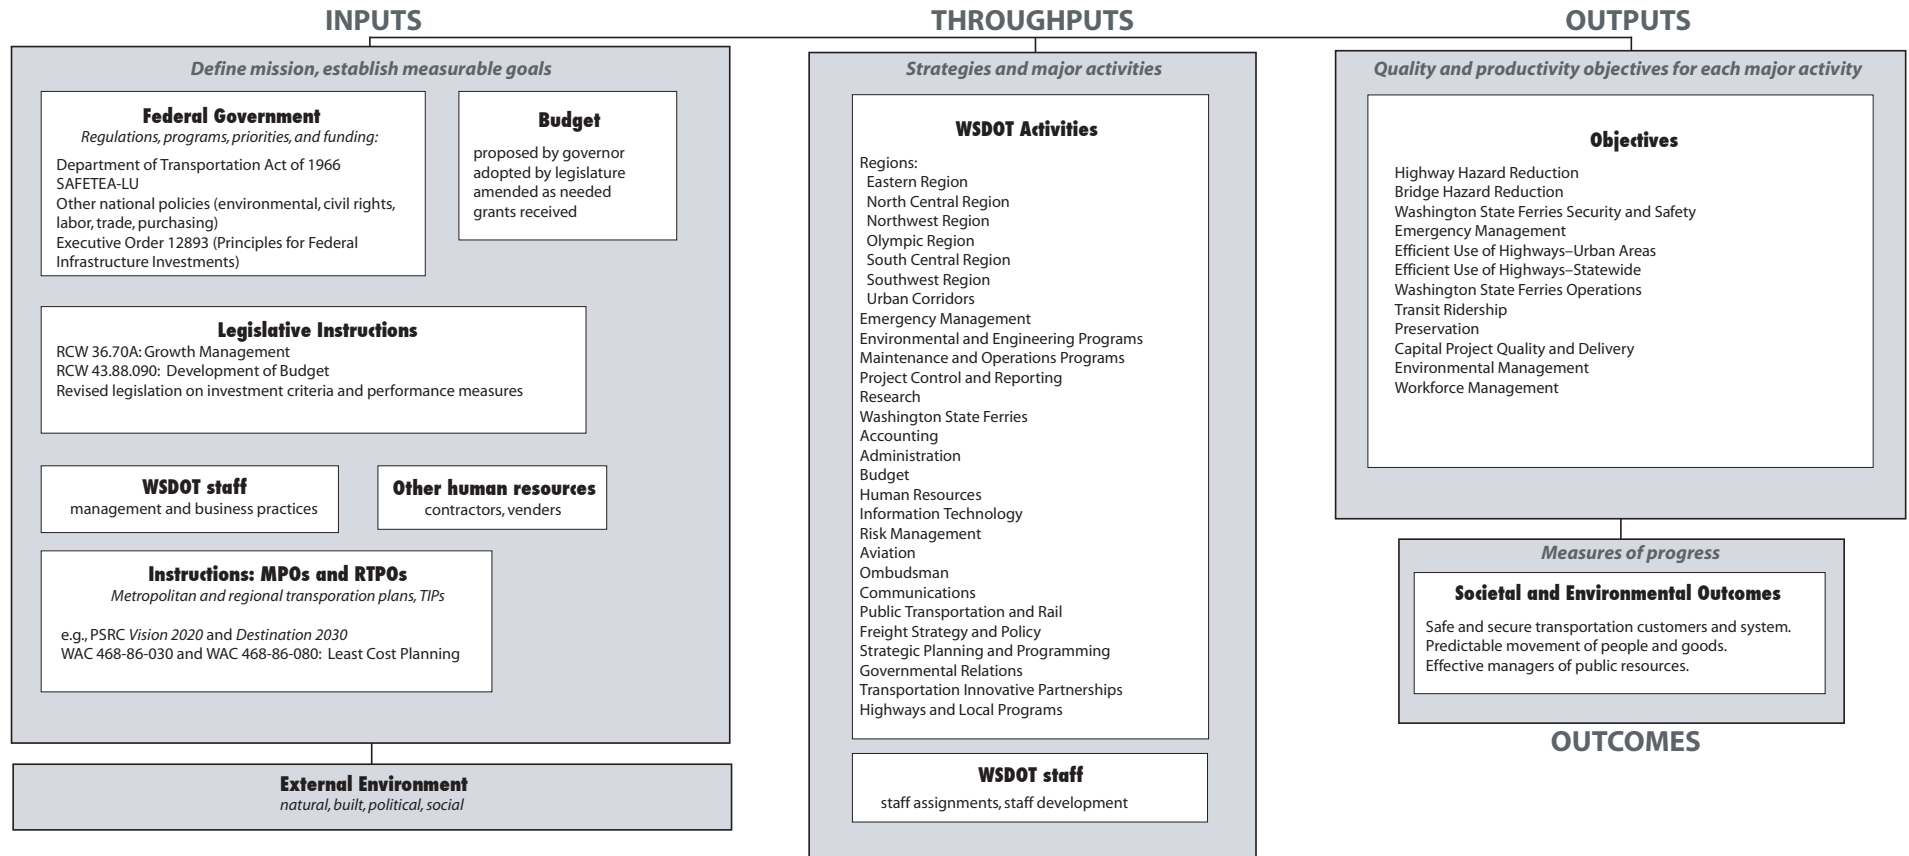 INPUTS
Define mission, establish measurable goals
Federal Government
Regulations, programs, priorities, and funding:
Department of Transportation Act of 1966
SAFETEA-LU
Other national policies (environmental, civil rights,
labor, trade, purchasing)
Executive Order 12893 (Principles for Federal
Infrastructure Investments)
Budget
proposed by governor
adopted by legislature
amended as needed
grants received
Legislative Instructions
RCW 36.70A: Growth Management
RCW 43.88.090: Development of Budget
Revised legislation on investment criteria and performance measures
WSDOT staff
management and business practices
Other human resources
contractors, venders
Instructions: MPOs and RTPOs
Metropolitan and regional transporation plans, TIPs
e.g., PSRC Vision 2020 and Destination 2030
WAC 468-86-030 and WAC 468-86-080: Least Cost Planning
External Environment
natural, built, political, social
THROUGHPUTS
Strategies and major activities
WSDOT Activities
Regions:
Eastern Region
North Central Region
Northwest Region
Olympic Region
South Central Region
Southwest Region
Urban Corridors
Emergency Management
Environmental and Engineering Programs
Maintenance and Operations Programs
Project Control and Reporting
Research
Washington State Ferries
Accounting
Administration
Budget
Human Resources
Information Technology
Risk Management
Aviation
Ombudsman
Communications
Public Transportation and Rail
Freight Strategy and Policy
Strategic Planning and Programming
Governmental Relations
Transportation Innovative Partnerships
Highways and Local Programs
WSDOT staff
staff assignments, staff development
OUTPUTS
Quality and productivity objectives for each major activity
Objectives
Highway Hazard Reduction
Bridge Hazard Reduction
Washington State Ferries Security and Safety
Emergency Management
Efficient Use of Highways–Urban Areas
Efficient Use of Highways–Statewide
Washington State Ferries Operations
Transit Ridership
Preservation
Capital Project Quality and Delivery
Environmental Management
Workforce Management
Measures of progress
Societal and Environmental Outcomes
Safe and secure transportation customers and system.
Predictable movement of people and goods.
Effective managers of public resources.
OUTCOMES